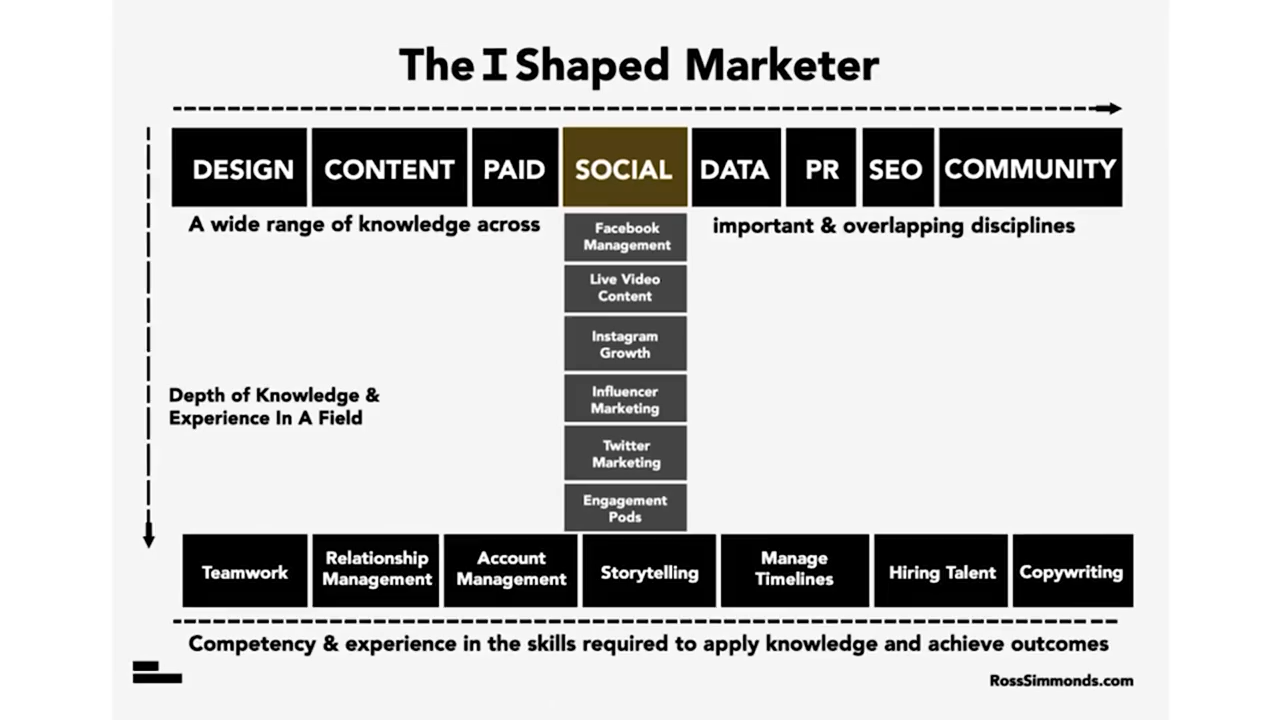 The I Shaped Marketer
DESIGN CONTENT PAID SOCIAL DATA PR SEO COMMUNITY
A wide range of knowledge across important & overlapping disciplines
Facebook
Management
Live Video
Content
Instagram
Growth
Influencer
Marketing
Twitter
Marketing
Engagement
Pods
Depth of Knowledge &
Experience In A Field
Teamwork
Relationship
Management
Account
Management
Storytelling
Manage
Timelines
Hiring Talent
Copywriting
Competency & experience in the skills required to apply knowledge and achieve outcomes
RossSimmonds.com